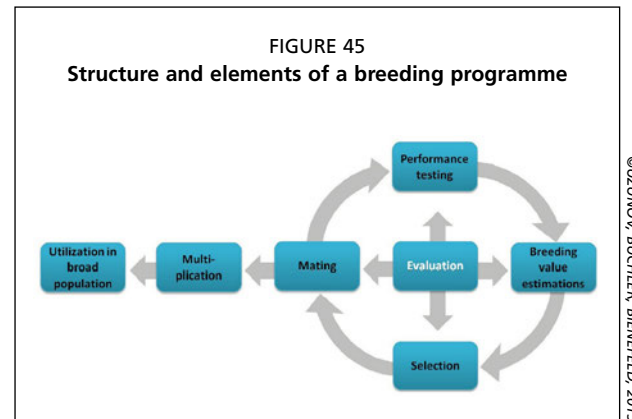 FIGURE 45
Structure and elements of a breeding programme
Performance
testing
Utilization in
broad
population
Multi-
plication
Mating
Evaluation
Breeding
value
estimations
Selection